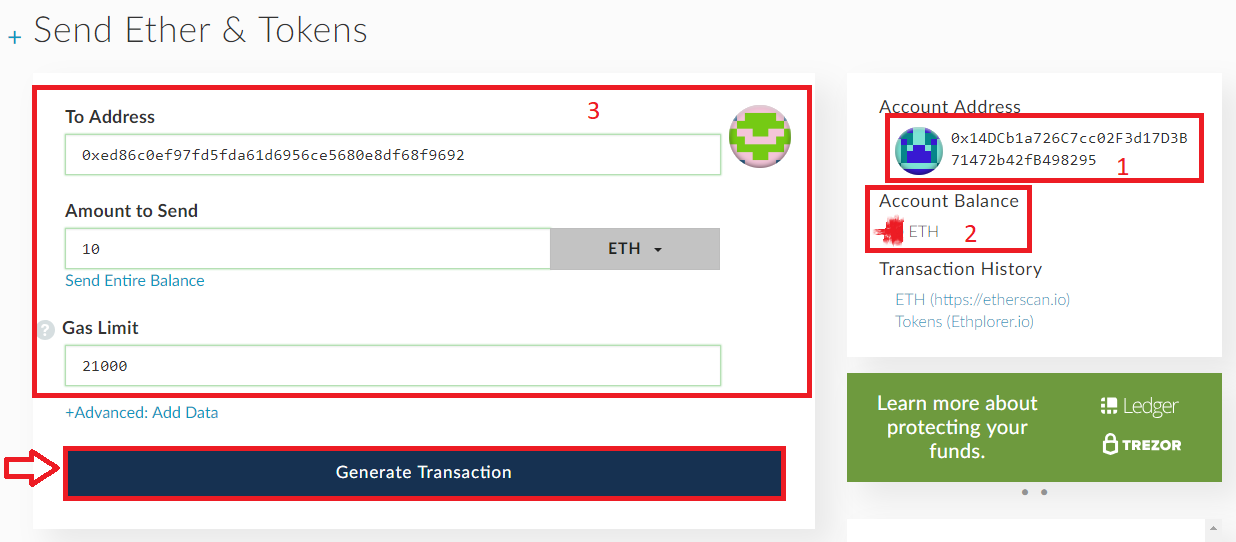 + Send Ether & Tokens
To Address
3
0xed86c0ef97fd5fda61d6956ce5680e8df68f9692
Amount to Send
10
ETH
Send Entire Balance
? Gas Limit
21000
+Advanced: Add Data
Generate Transaction
Account Address
0x14DCb1a726C7cc02F3d17D3B
71472b42fB498295
1
Account Balance
ETH
2
Transaction History
ETH (https://etherscan.io)
Tokens (Ethplorer.io)
Learn more about
protecting your
funds.
Ledger
TREZOR